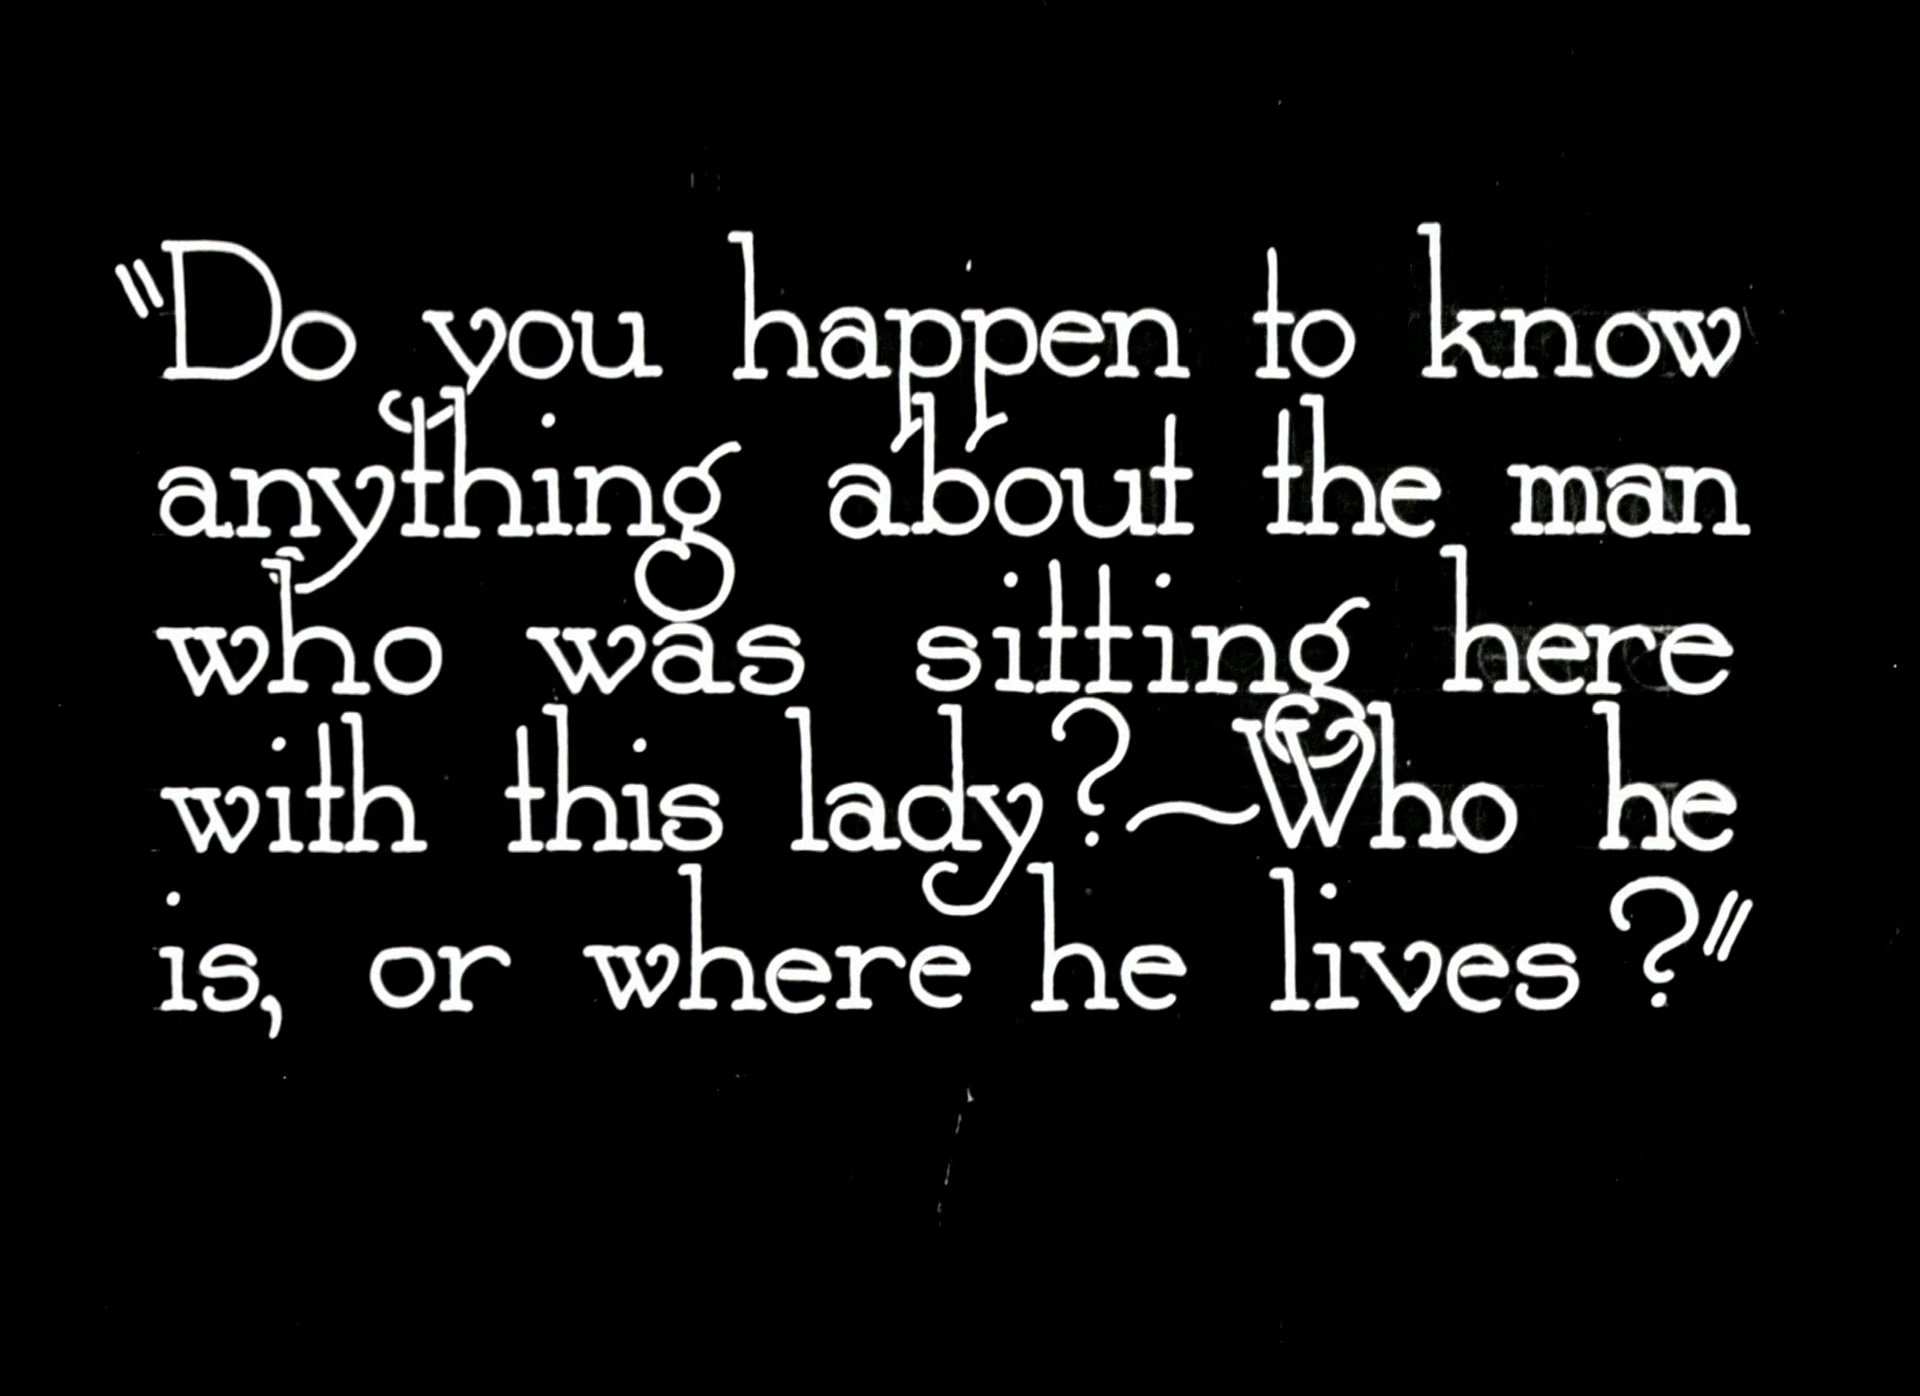 "Do you happen to know
anything about the man
who was sitting here
with this lady?~Who he
is, or where he lives?"